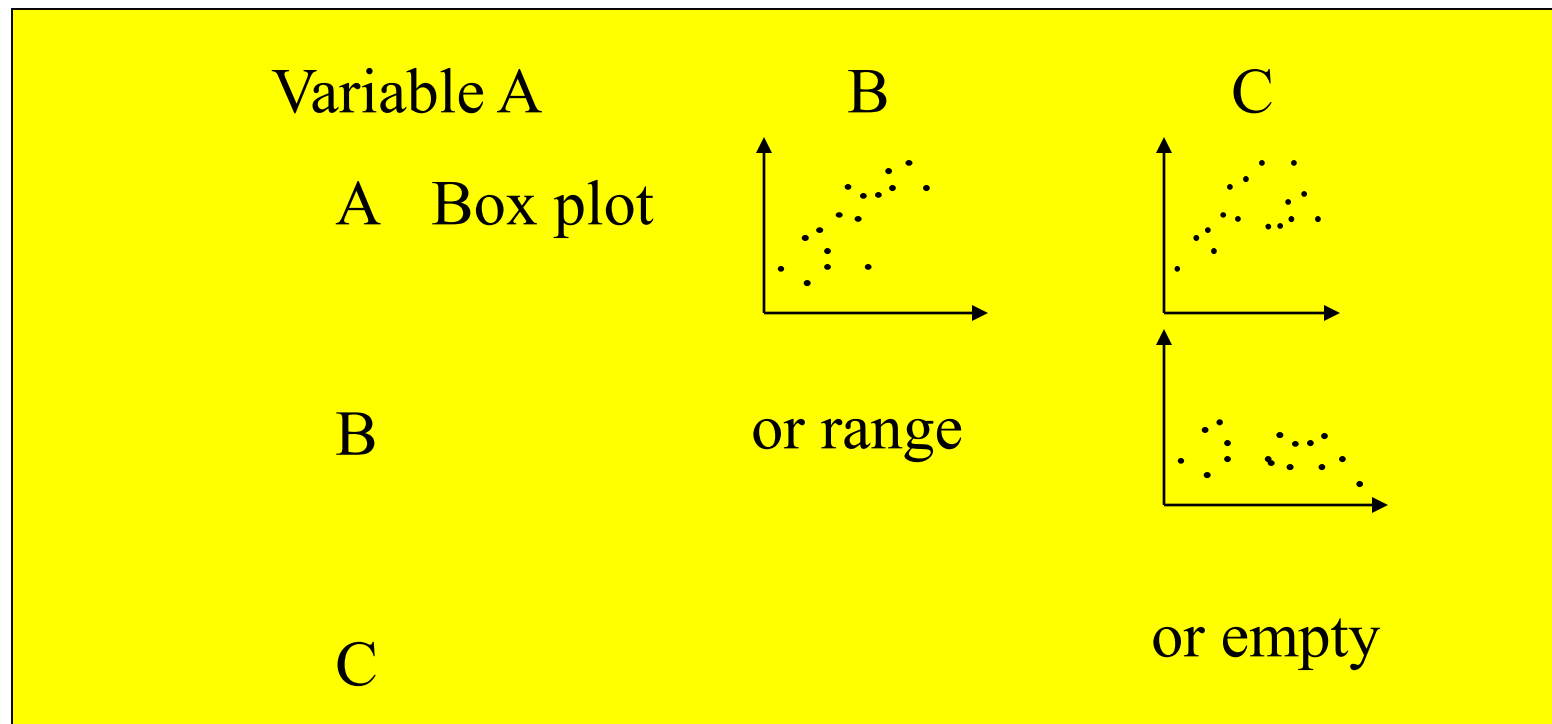 Variable A B C
A Box plot
B or range
or empty
C